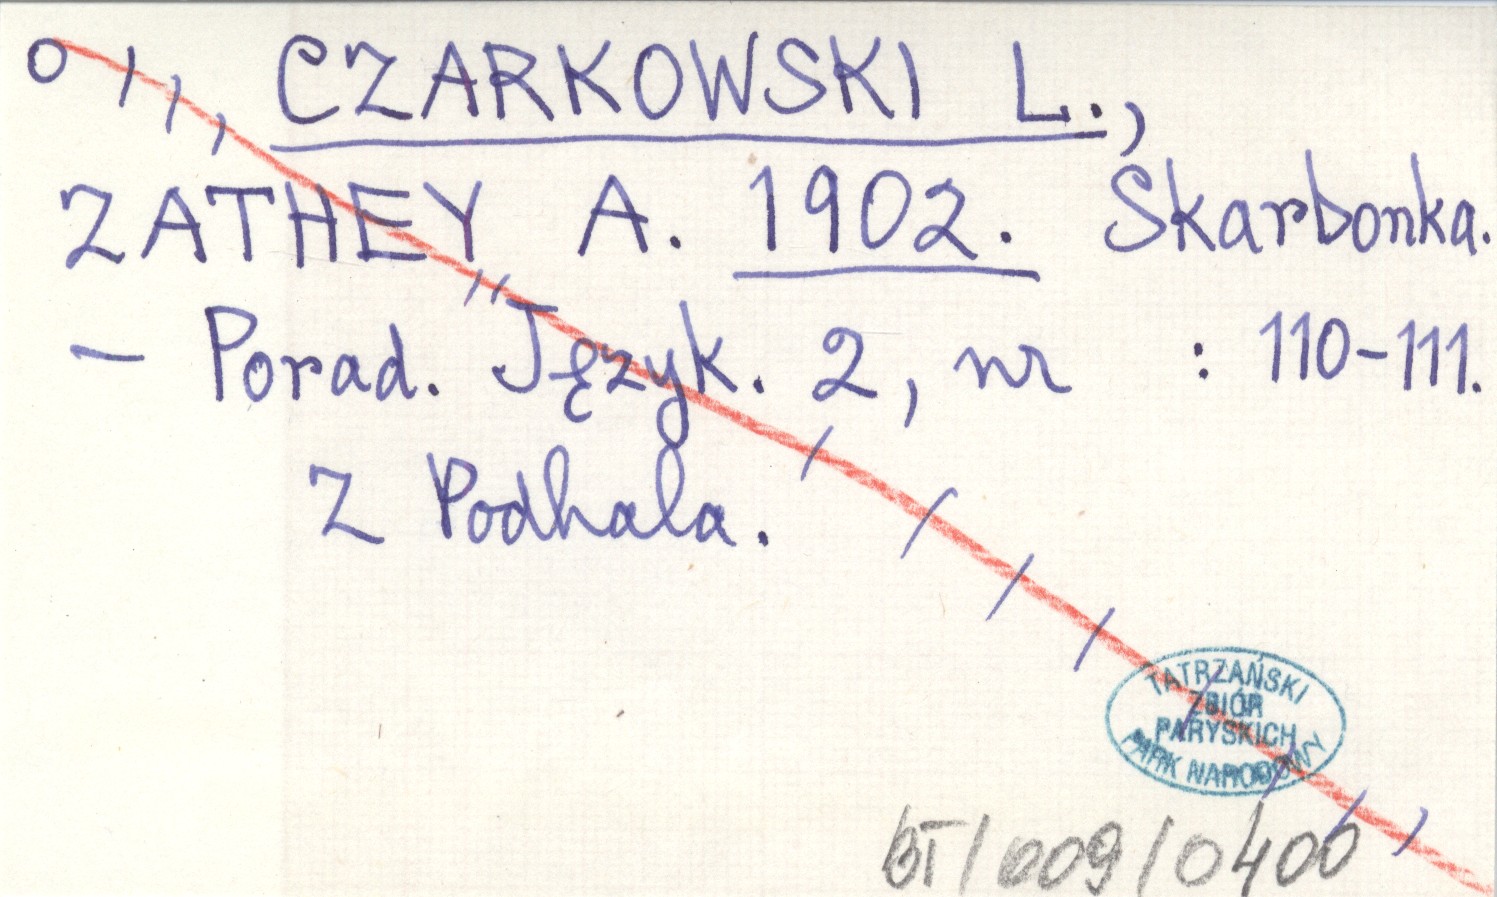 CZARKOWSKI L.,
ZATHEY A. 1902. Skarbonka.
- Porad. Język. 2, nr : 110-111.
Z Podhala.
TATRZAŃSKI
ZBIÓR
PARYSKICH
PARK NARODOWY
BT/009/0400